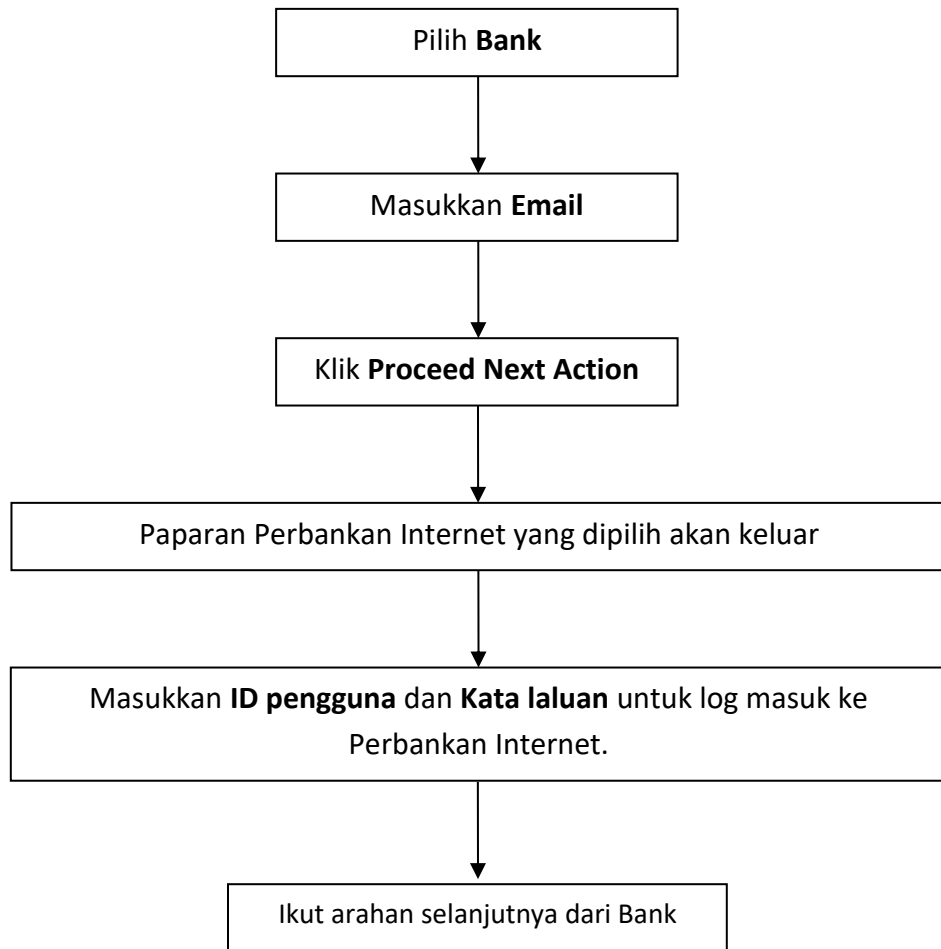 Pilih Bank
Masukkan Email
Klik Proceed Next Action
Paparan Perbankan Internet yang dipilih akan keluar
Masukkan ID pengguna dan Kata laluan untuk log masuk ke
Perbankan Internet.
Ikut arahan selanjutnya dari Bank